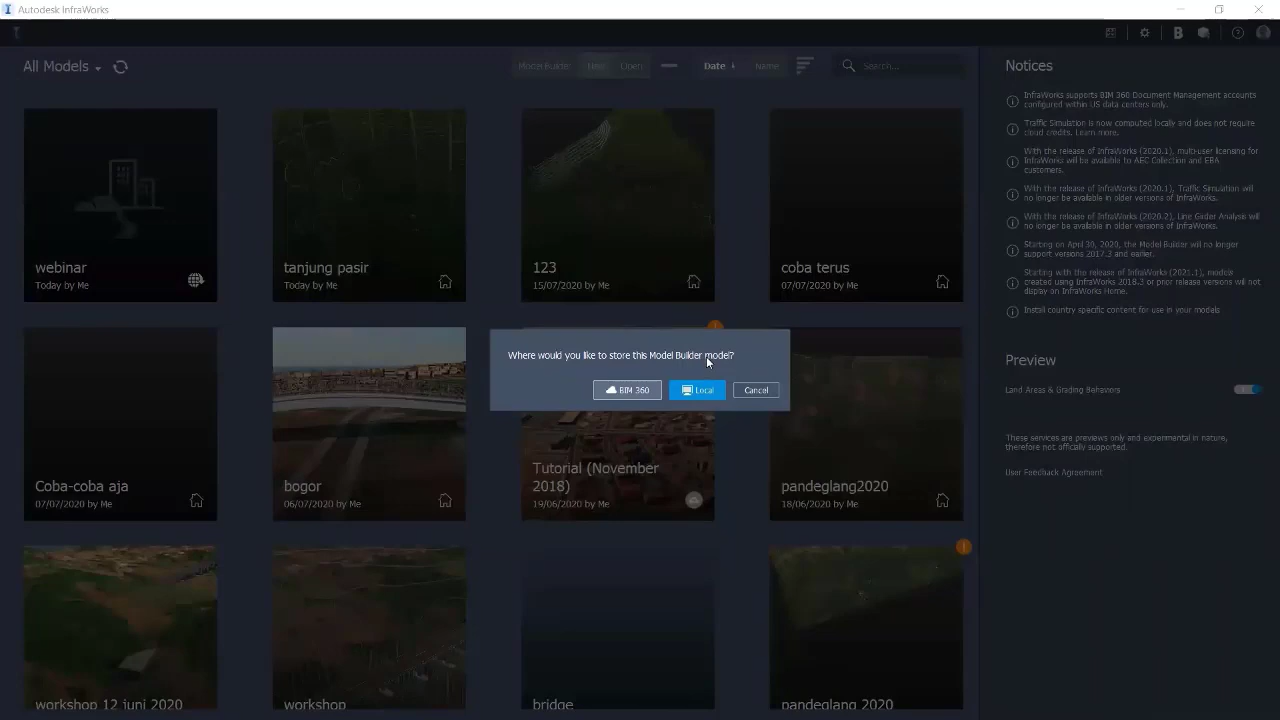 Autodesk InfraWorks
All Models
Model Builder New Open
Date Name
Search...
webinar
Today by Me
tanjung pasir
Today by Me
123
15/07/2020 by Me
coba terus
07/07/2020 by Me
Where would you like to store this Model Builder model?
BIM 360 Local Cancel
Coba-coba aja
07/07/2020 by Me
bogor
06/07/2020 by Me
Tutorial (November
2018)
19/06/2020 by Me
pandeglang2020
18/06/2020 by Me
workshop 12 juni 2020
workshop
bridge
pandeglang 2020
Notices
InfraWorks supports BIM 360 Document Management accounts
configured within US data centers only.
Traffic Simulation is now computed locally and does not require
cloud credits. Learn more.
With the release of InfraWorks (2020.1), multi-user licensing for
InfraWorks will be available to AEC Collection and EBA
customers.
With the release of InfraWorks (2020.1), Traffic Simulation will
no longer be available in older versions of InfraWorks.
With the release of InfraWorks (2020.2), Line Girder Analysis will
no longer be available in older versions of InfraWorks.
Starting on April 30, 2020, the Model Builder will no longer
support versions 2017.3 and earlier.
Starting with the release of InfraWorks (2021.1), models
created using InfraWorks 2018.3 or prior release versions will not
display on InfraWorks Home.
Install country specific content for use in your models
Preview
Land Areas & Grading Behaviors
These services are previews only and experimental in nature,
therefore not officially supported.
User Feedback Agreement